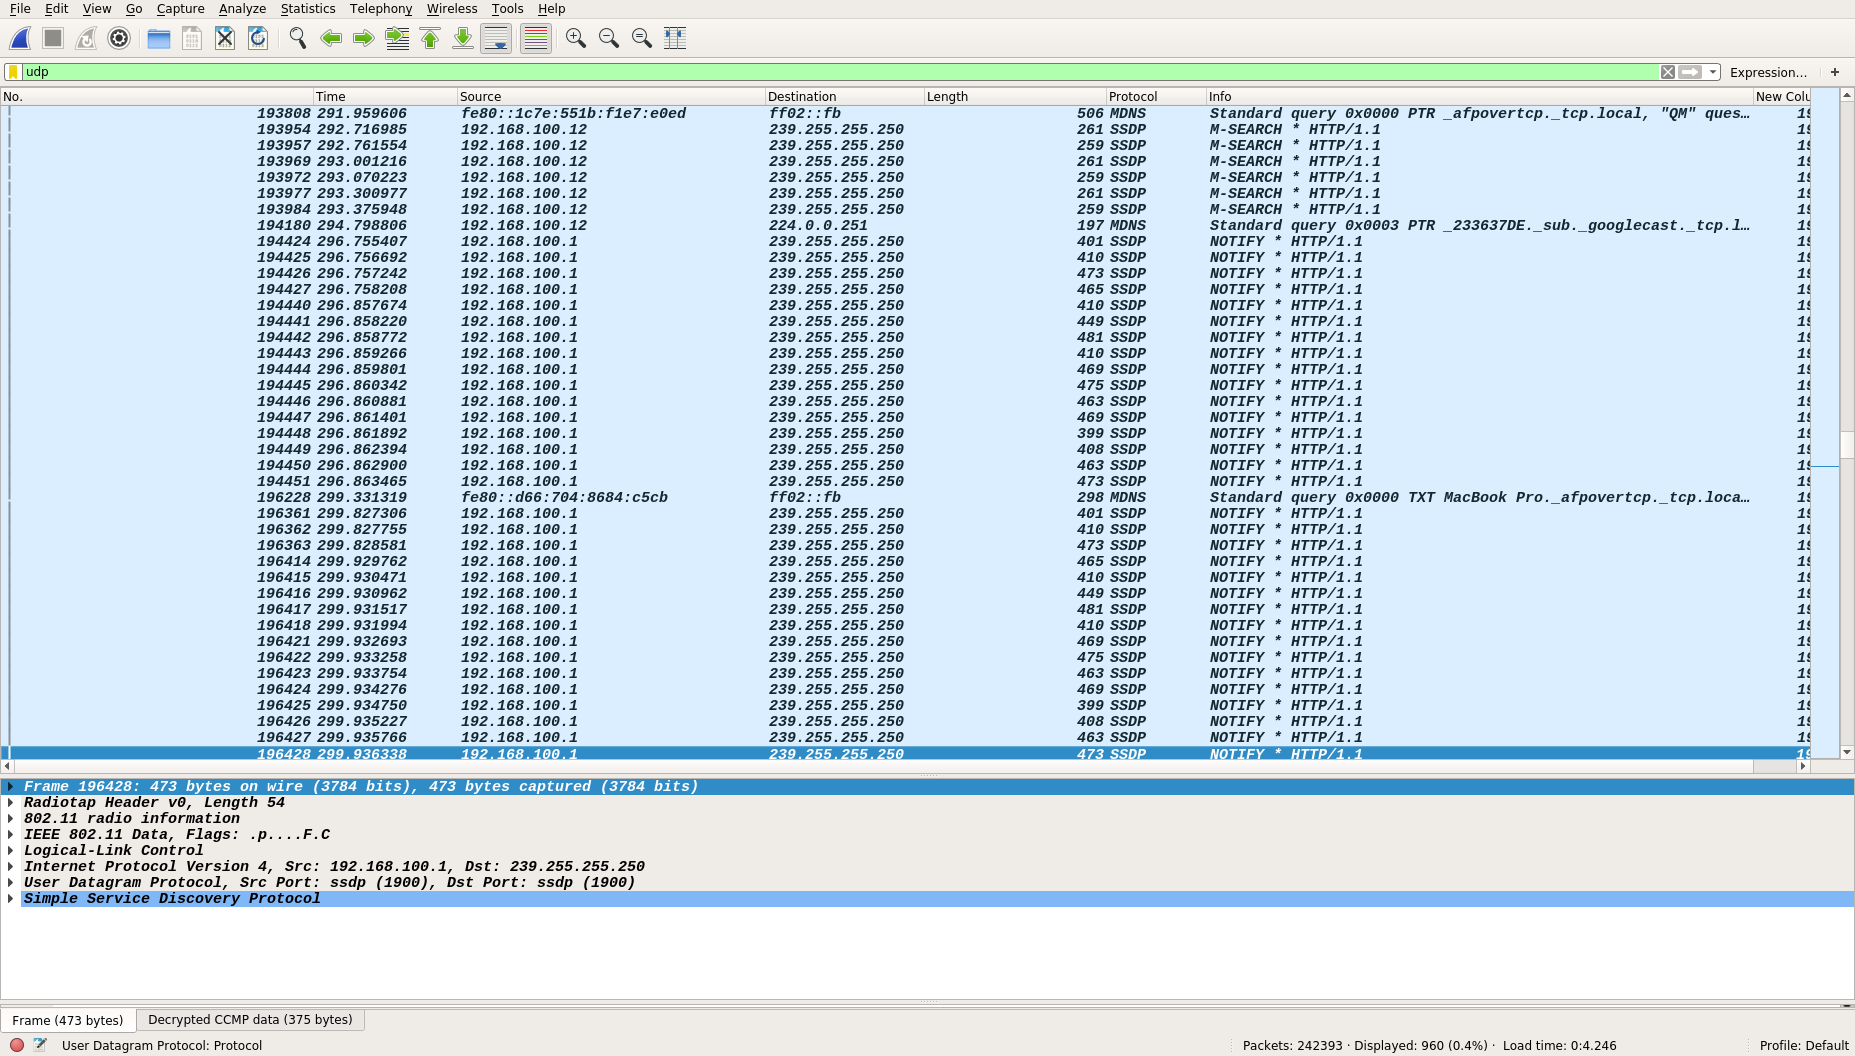 File Edit View Go Capture Analyze Statistics Telephony Wireless Tools Help
udp Expression... +
No. Time Source Destination Length Protocol Info New Colu
193808 291.959606 fe80::1c7e:551b:f1e7:e0ed ff02::fb 506 MDNS Standard query 0x0000 PTR _afpovertcp._tcp.local, "QM" ques…
193954 292.716985 192.168.100.12 239.255.255.250 261 SSDP M-SEARCH * HTTP/1.1
193957 292.761554 192.168.100.12 239.255.255.250 259 SSDP M-SEARCH * HTTP/1.1
193969 293.001216 192.168.100.12 239.255.255.250 261 SSDP M-SEARCH * HTTP/1.1
193972 293.070223 192.168.100.12 239.255.255.250 259 SSDP M-SEARCH * HTTP/1.1
193977 293.300977 192.168.100.12 239.255.255.250 261 SSDP M-SEARCH * HTTP/1.1
193984 293.375948 192.168.100.12 239.255.255.250 259 SSDP M-SEARCH * HTTP/1.1
194180 294.798806 192.168.100.12 224.0.0.251 197 MDNS Standard query 0x0003 PTR _233637DE._sub._googlecast._tcp.l…
194424 296.755407 192.168.100.1 239.255.255.250 401 SSDP NOTIFY * HTTP/1.1
194425 296.756692 192.168.100.1 239.255.255.250 410 SSDP NOTIFY * HTTP/1.1
194426 296.757242 192.168.100.1 239.255.255.250 473 SSDP NOTIFY * HTTP/1.1
194427 296.758208 192.168.100.1 239.255.255.250 465 SSDP NOTIFY * HTTP/1.1
194440 296.857674 192.168.100.1 239.255.255.250 410 SSDP NOTIFY * HTTP/1.1
194441 296.858220 192.168.100.1 239.255.255.250 449 SSDP NOTIFY * HTTP/1.1
194442 296.858772 192.168.100.1 239.255.255.250 481 SSDP NOTIFY * HTTP/1.1
194443 296.859266 192.168.100.1 239.255.255.250 410 SSDP NOTIFY * HTTP/1.1
194444 296.859801 192.168.100.1 239.255.255.250 469 SSDP NOTIFY * HTTP/1.1
194445 296.860342 192.168.100.1 239.255.255.250 475 SSDP NOTIFY * HTTP/1.1
194446 296.860881 192.168.100.1 239.255.255.250 463 SSDP NOTIFY * HTTP/1.1
194447 296.861401 192.168.100.1 239.255.255.250 469 SSDP NOTIFY * HTTP/1.1
194448 296.861892 192.168.100.1 239.255.255.250 399 SSDP NOTIFY * HTTP/1.1
194449 296.862394 192.168.100.1 239.255.255.250 408 SSDP NOTIFY * HTTP/1.1
194450 296.862900 192.168.100.1 239.255.255.250 463 SSDP NOTIFY * HTTP/1.1
194451 296.863465 192.168.100.1 239.255.255.250 473 SSDP NOTIFY * HTTP/1.1
196228 299.331319 fe80::d66:704:8684:c5cb ff02::fb 298 MDNS Standard query 0x0000 TXT MacBook Pro._afpovertcp._tcp.loca…
196361 299.827306 192.168.100.1 239.255.255.250 401 SSDP NOTIFY * HTTP/1.1
196362 299.827755 192.168.100.1 239.255.255.250 410 SSDP NOTIFY * HTTP/1.1
196363 299.828581 192.168.100.1 239.255.255.250 473 SSDP NOTIFY * HTTP/1.1
196414 299.929762 192.168.100.1 239.255.255.250 465 SSDP NOTIFY * HTTP/1.1
196415 299.930471 192.168.100.1 239.255.255.250 410 SSDP NOTIFY * HTTP/1.1
196416 299.930962 192.168.100.1 239.255.255.250 449 SSDP NOTIFY * HTTP/1.1
196417 299.931517 192.168.100.1 239.255.255.250 481 SSDP NOTIFY * HTTP/1.1
196418 299.931994 192.168.100.1 239.255.255.250 410 SSDP NOTIFY * HTTP/1.1
196421 299.932693 192.168.100.1 239.255.255.250 469 SSDP NOTIFY * HTTP/1.1
196422 299.933258 192.168.100.1 239.255.255.250 475 SSDP NOTIFY * HTTP/1.1
196423 299.933754 192.168.100.1 239.255.255.250 463 SSDP NOTIFY * HTTP/1.1
196424 299.934276 192.168.100.1 239.255.255.250 469 SSDP NOTIFY * HTTP/1.1
196425 299.934750 192.168.100.1 239.255.255.250 399 SSDP NOTIFY * HTTP/1.1
196426 299.935227 192.168.100.1 239.255.255.250 408 SSDP NOTIFY * HTTP/1.1
196427 299.935766 192.168.100.1 239.255.255.250 463 SSDP NOTIFY * HTTP/1.1
196428 299.936338 192.168.100.1 239.255.255.250 473 SSDP NOTIFY * HTTP/1.1
Frame 196428: 473 bytes on wire (3784 bits), 473 bytes captured (3784 bits)
Radiotap Header v0, Length 54
802.11 radio information
IEEE 802.11 Data, Flags: .p....F.C
Logical-Link Control
Internet Protocol Version 4, Src: 192.168.100.1, Dst: 239.255.255.250
User Datagram Protocol, Src Port: ssdp (1900), Dst Port: ssdp (1900)
Simple Service Discovery Protocol
Frame (473 bytes) Decrypted CCMP data (375 bytes)
User Datagram Protocol: Protocol Packets: 242393 · Displayed: 960 (0.4%) · Load time: 0:4.246 Profile: Default